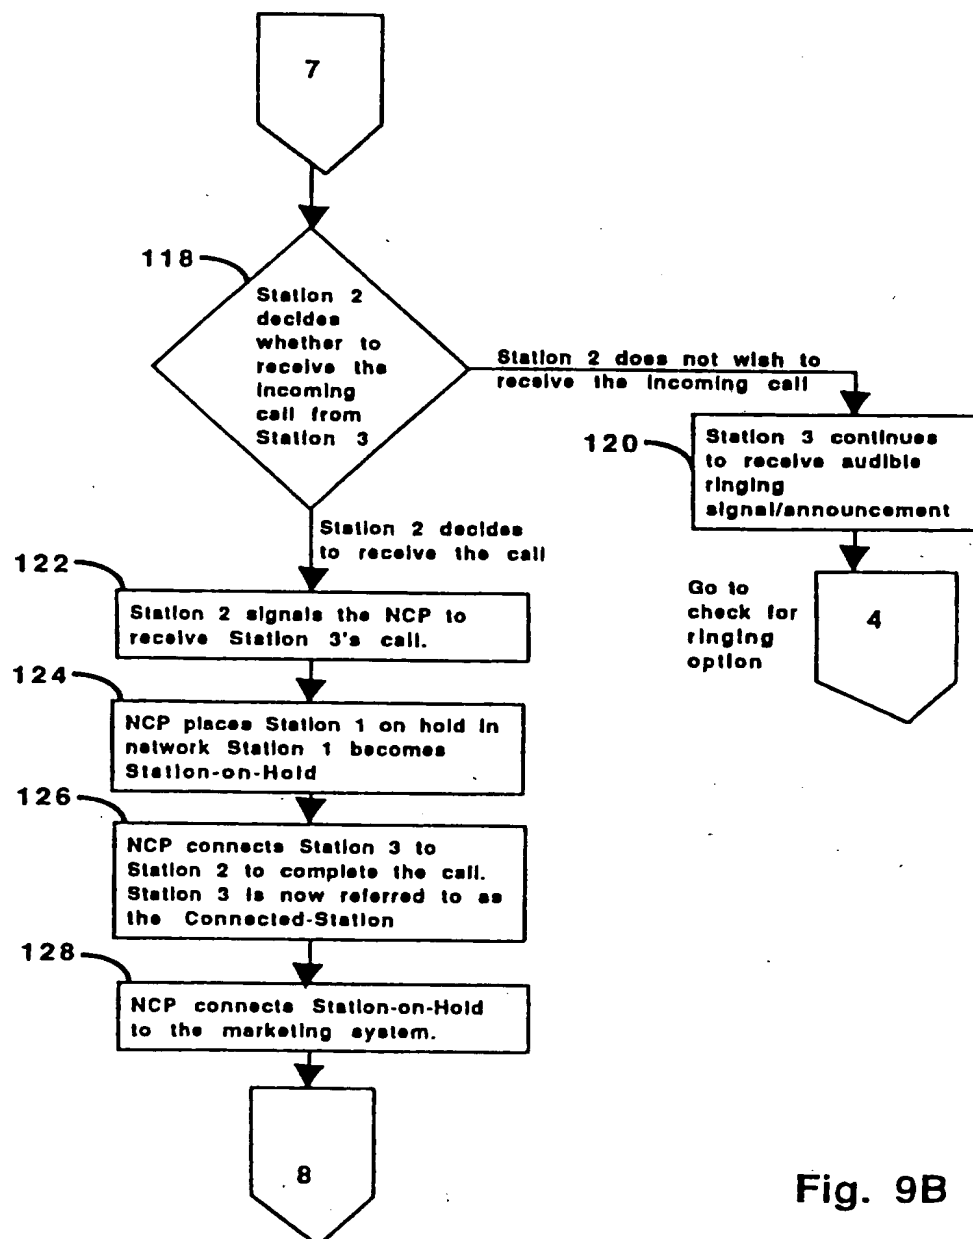 7
118
Station 2
decides
whether to
receive the
incoming
call from
Station 3
Station 2 does not wish to
receive the incoming call
120
Station 3 continues
to receive audible
ringing
signal/announcement
Station 2 decides
to receive the call
Go to
check for
ringing
option
4
122
Station 2 signals the NCP to
receive Station 3's call.
124
NCP places Station 1 on hold in
network Station 1 becomes
Station-on-Hold
126
NCP connects Station 3 to
Station 2 to complete the call.
Station 3 is now referred to as
the Connected-Station
128
NCP connects Station-on-Hold
to the marketing system.
8
Fig. 9B